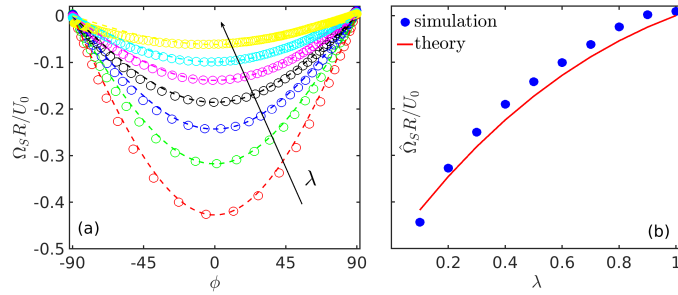 0
-0.1
-0.2
-0.3
-0.4
-0.5
Ω_S R/U_0
-90
-45
0
45
90
ϕ
λ
(a)
simulation
theory
Ω̂_S R/U_0
0.2
0.4
0.6
0.8
1
λ
(b)